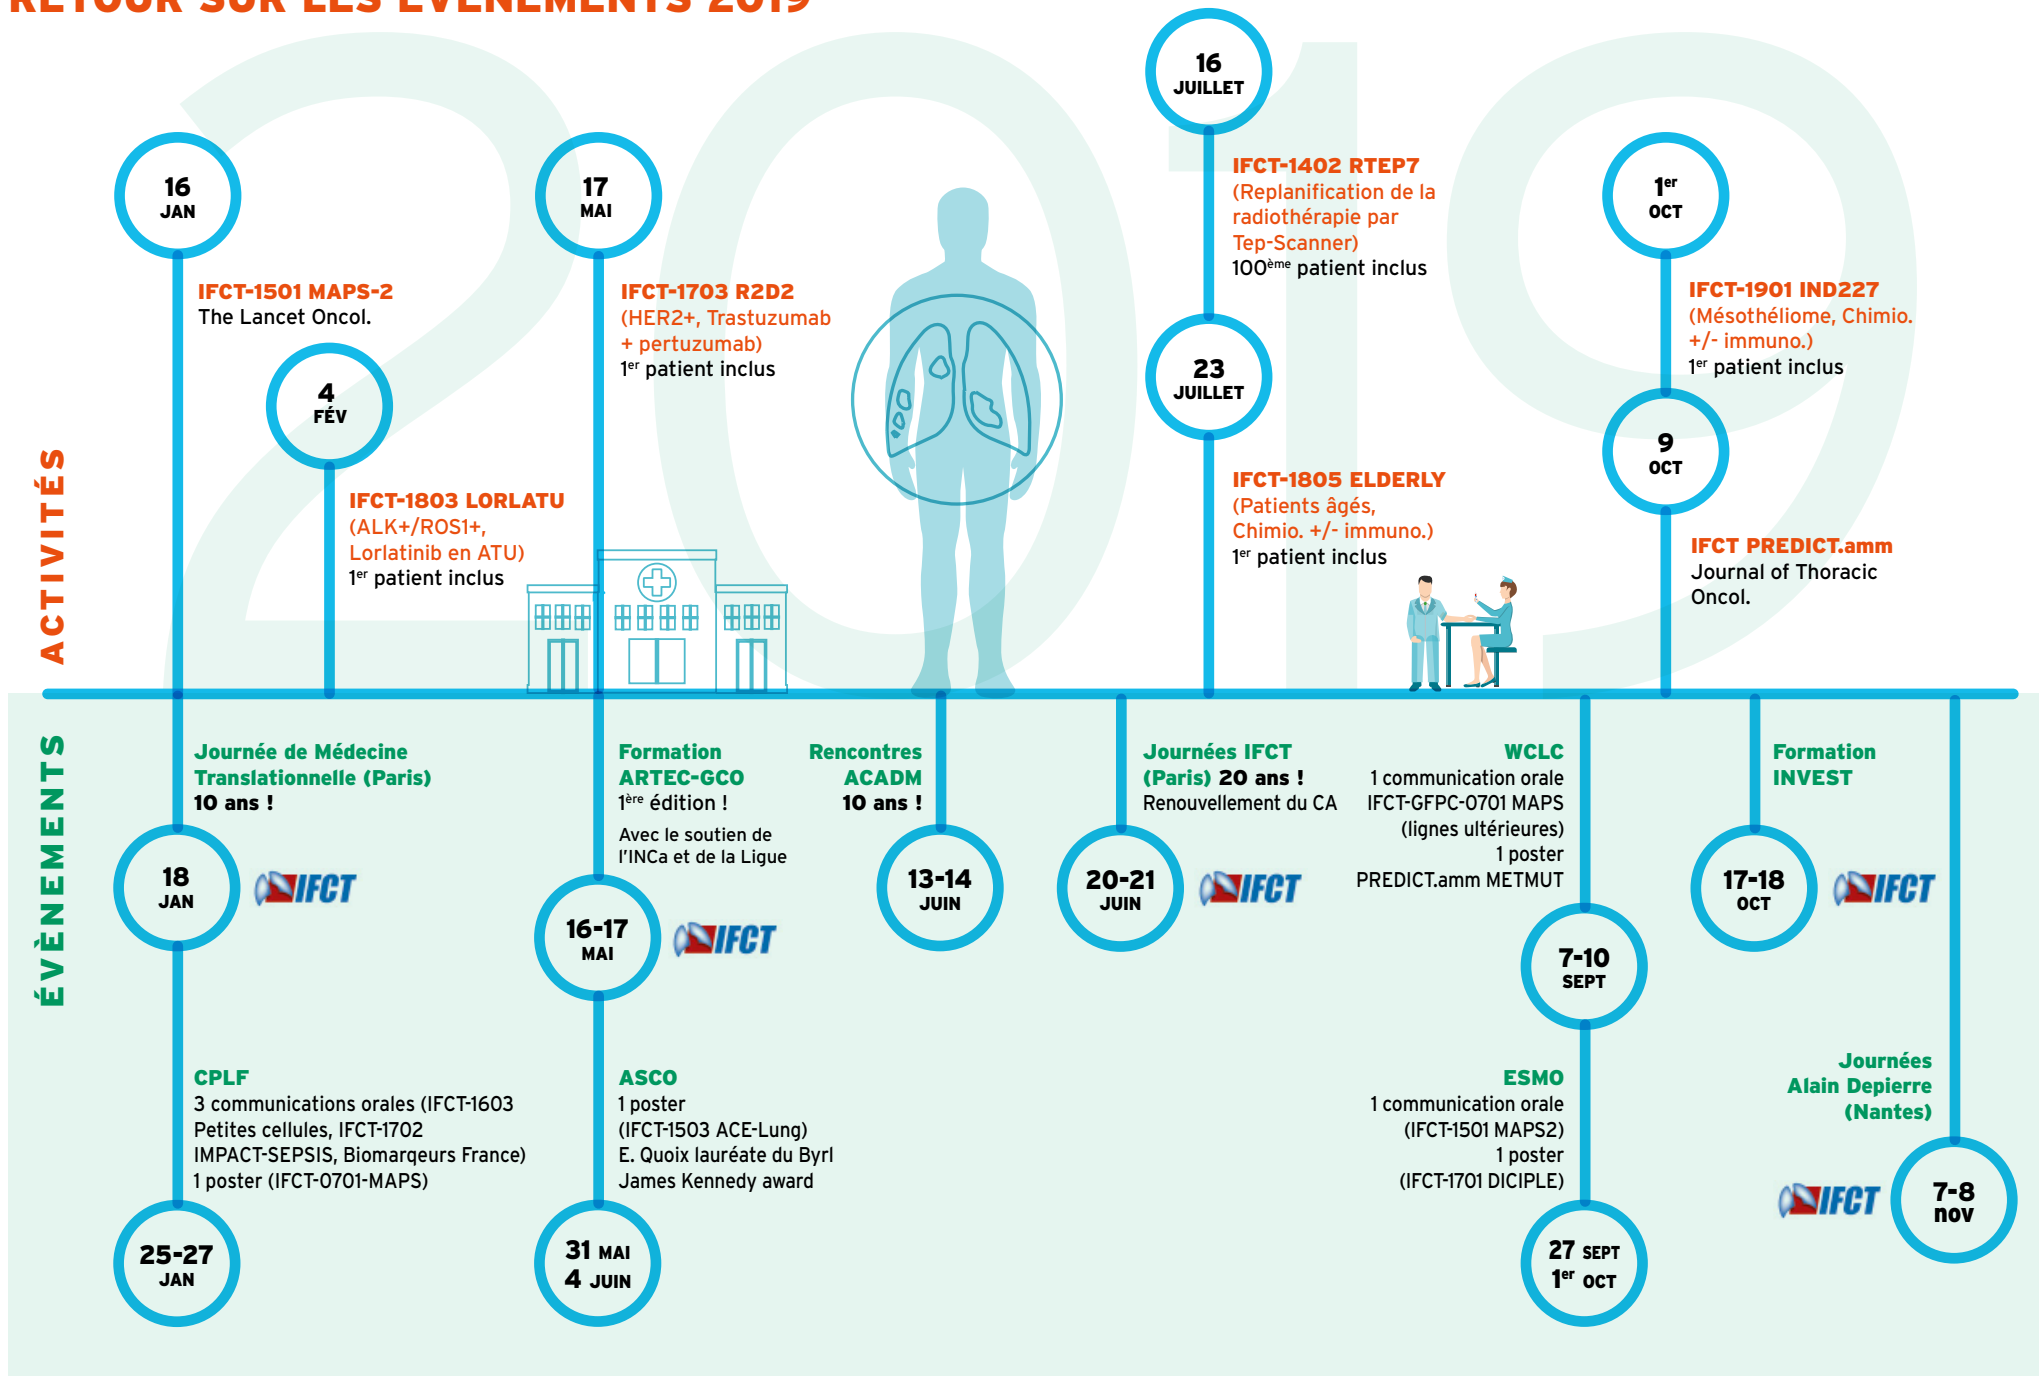 RETOUR SUR LES ÉVÈNEMENTS 2019
2019
ACTIVITÉS
16
JAN
IFCT-1501 MAPS-2
The Lancet Oncol.
4
FÉV
IFCT-1803 LORLATU
(ALK+/ROS1+,
Lorlatinib en ATU)
1er patient inclus
17
MAI
IFCT-1703 R2D2
(HER2+, Trastuzumab
+ pertuzumab)
1er patient inclus
16
JUILLET
IFCT-1402 RTEP7
(Replanification de la
radiothérapie par
Tep-Scanner)
100ème patient inclus
23
JUILLET
IFCT-1805 ELDERLY
(Patients âgés,
Chimio. +/- immuno.)
1er patient inclus
1er
OCT
IFCT-1901 IND227
(Mésothéliome, Chimio.
+/- immuno.)
1er patient inclus
9
OCT
IFCT PREDICT.amm
Journal of Thoracic
Oncol.
ÉVÈNEMENTS
Journée de Médecine
Translationnelle (Paris)
10 ans !
18
JAN
IFCT
CPLF
3 communications orales (IFCT-1603
Petites cellules, IFCT-1702
IMPACT-SEPSIS, Biomarqeurs France)
1 poster (IFCT-0701-MAPS)
25-27
JAN
Formation
ARTEC-GCO
1ère édition !
Avec le soutien de
l'INCa et de la Ligue
16-17
MAI
IFCT
ASCO
1 poster
(IFCT-1503 ACE-Lung)
E. Quoix lauréate du Byrl
James Kennedy award
31 MAI
4 JUIN
Rencontres
ACADM
10 ans !
13-14
JUIN
Journées IFCT
(Paris) 20 ans !
Renouvellement du CA
20-21
JUIN
IFCT
WCLC
1 communication orale
IFCT-GFPC-0701 MAPS
(lignes ultérieures)
1 poster
PREDICT.amm METMUT
7-10
SEPT
ESMO
1 communication orale
(IFCT-1501 MAPS2)
1 poster
(IFCT-1701 DICIPLE)
27 SEPT
1er OCT
Formation
INVEST
17-18
OCT
IFCT
Journées
Alain Depierre
(Nantes)
IFCT
7-8
nov